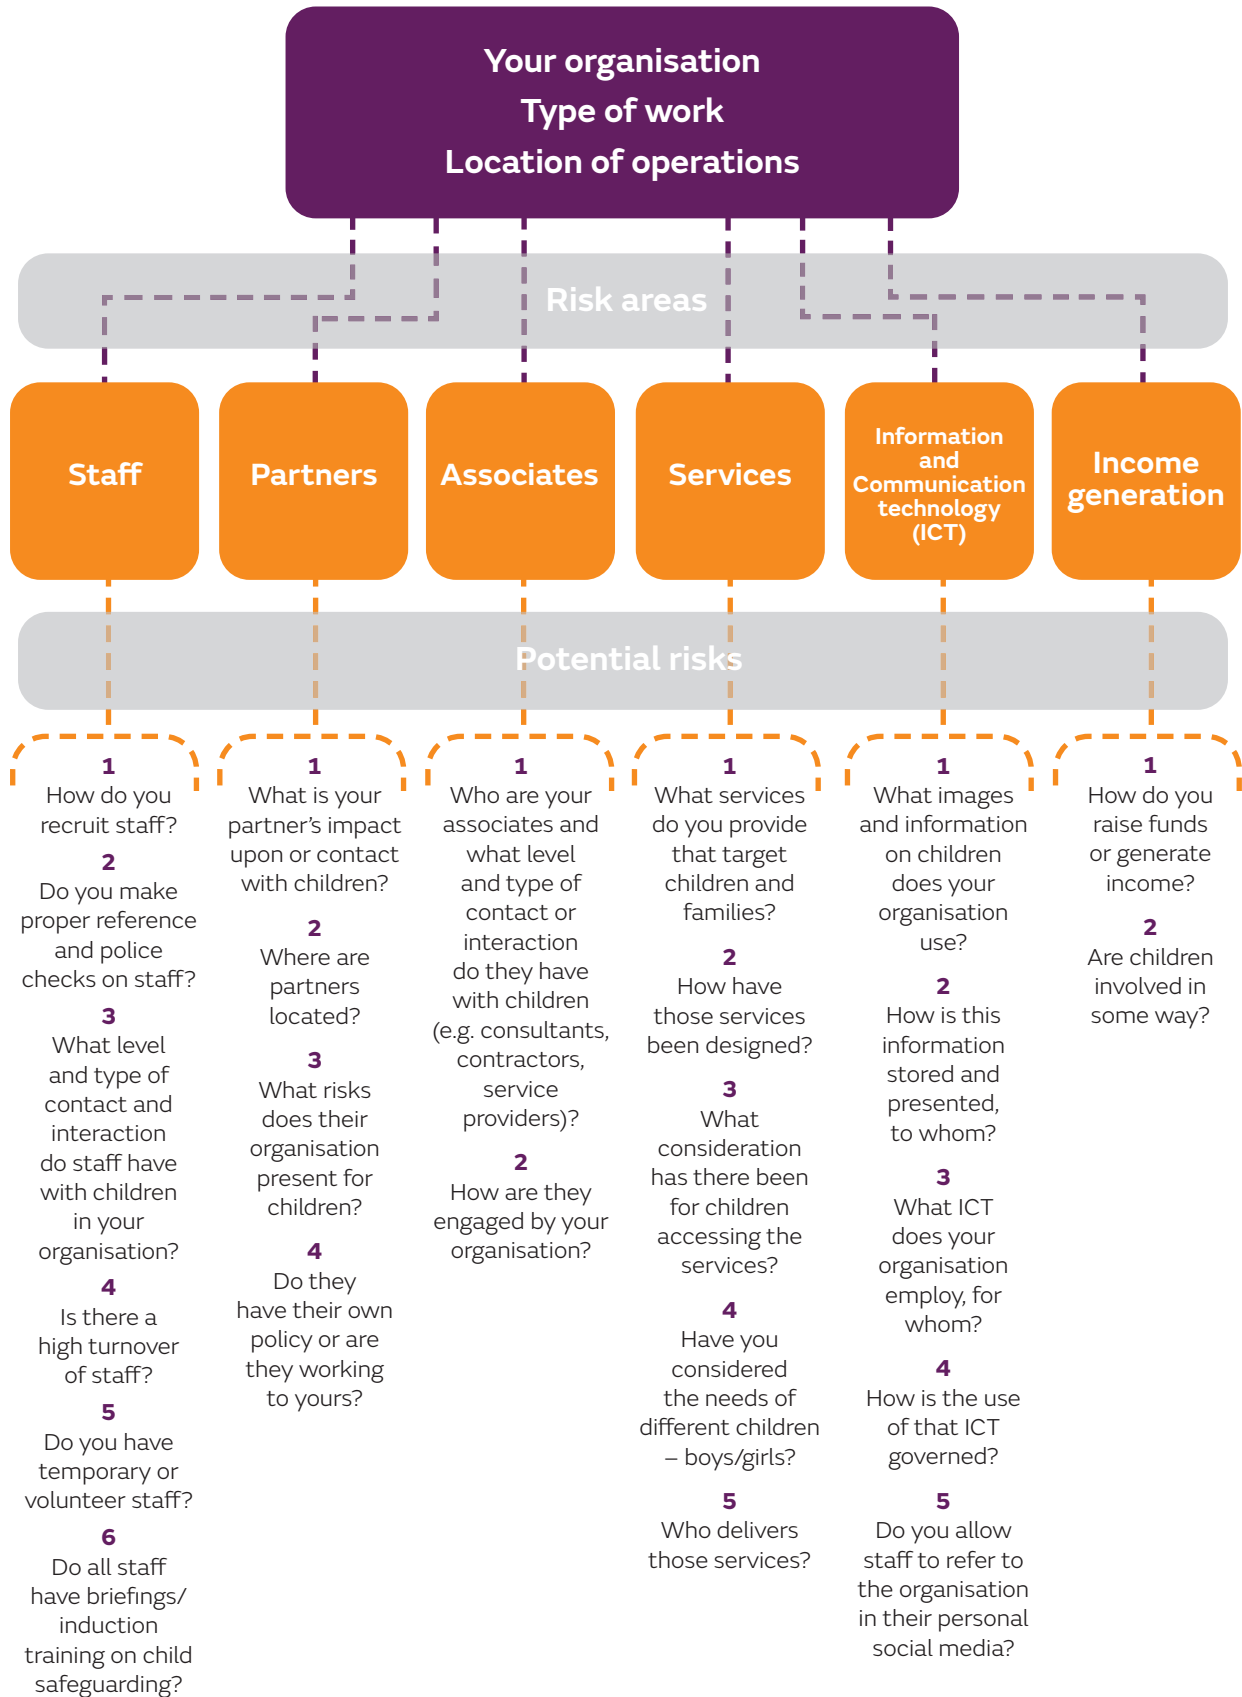 Your organisation
Type of work
Location of operations
Risk areas
Staff
Partners
Associates
Services
Information
and
Communication
technology
(ICT)
Income
generation
Potential risks
1
How do you
recruit staff?
2
Do you make
proper reference
and police
checks on staff?
3
What level
and type of
contact and
interaction
do staff have
with children
in your
organisation?
4
Is there a
high turnover
of staff?
5
Do you have
temporary or
volunteer staff?
6
Do all staff
have briefings/
induction
training on child
safeguarding?
1
What is your
partner’s impact
upon or contact
with children?
2
Where are
partners
located?
3
What risks
does their
organisation
present for
children?
4
Do they
have their own
policy or are
they working
to yours?
1
Who are your
associates and
what level
and type of
contact or
interaction
do they have
with children
(e.g. consultants,
contractors,
service
providers)?
2
How are they
engaged by your
organisation?
1
What services
do you provide
that target
children and
families?
2
How have
those services
been designed?
3
What
consideration
has there been
for children
accessing the
services?
4
Have you
considered
the needs of
different children
– boys/girls?
5
Who delivers
those services?
1
What images
and information
on children
does your
organisation
use?
2
How is this
information
stored and
presented,
to whom?
3
What ICT
does your
organisation
employ, for
whom?
4
How is the use
of that ICT
governed?
5
Do you allow
staff to refer to
the organisation
in their personal
social media?
1
How do you
raise funds
or generate
income?
2
Are children
involved in
some way?